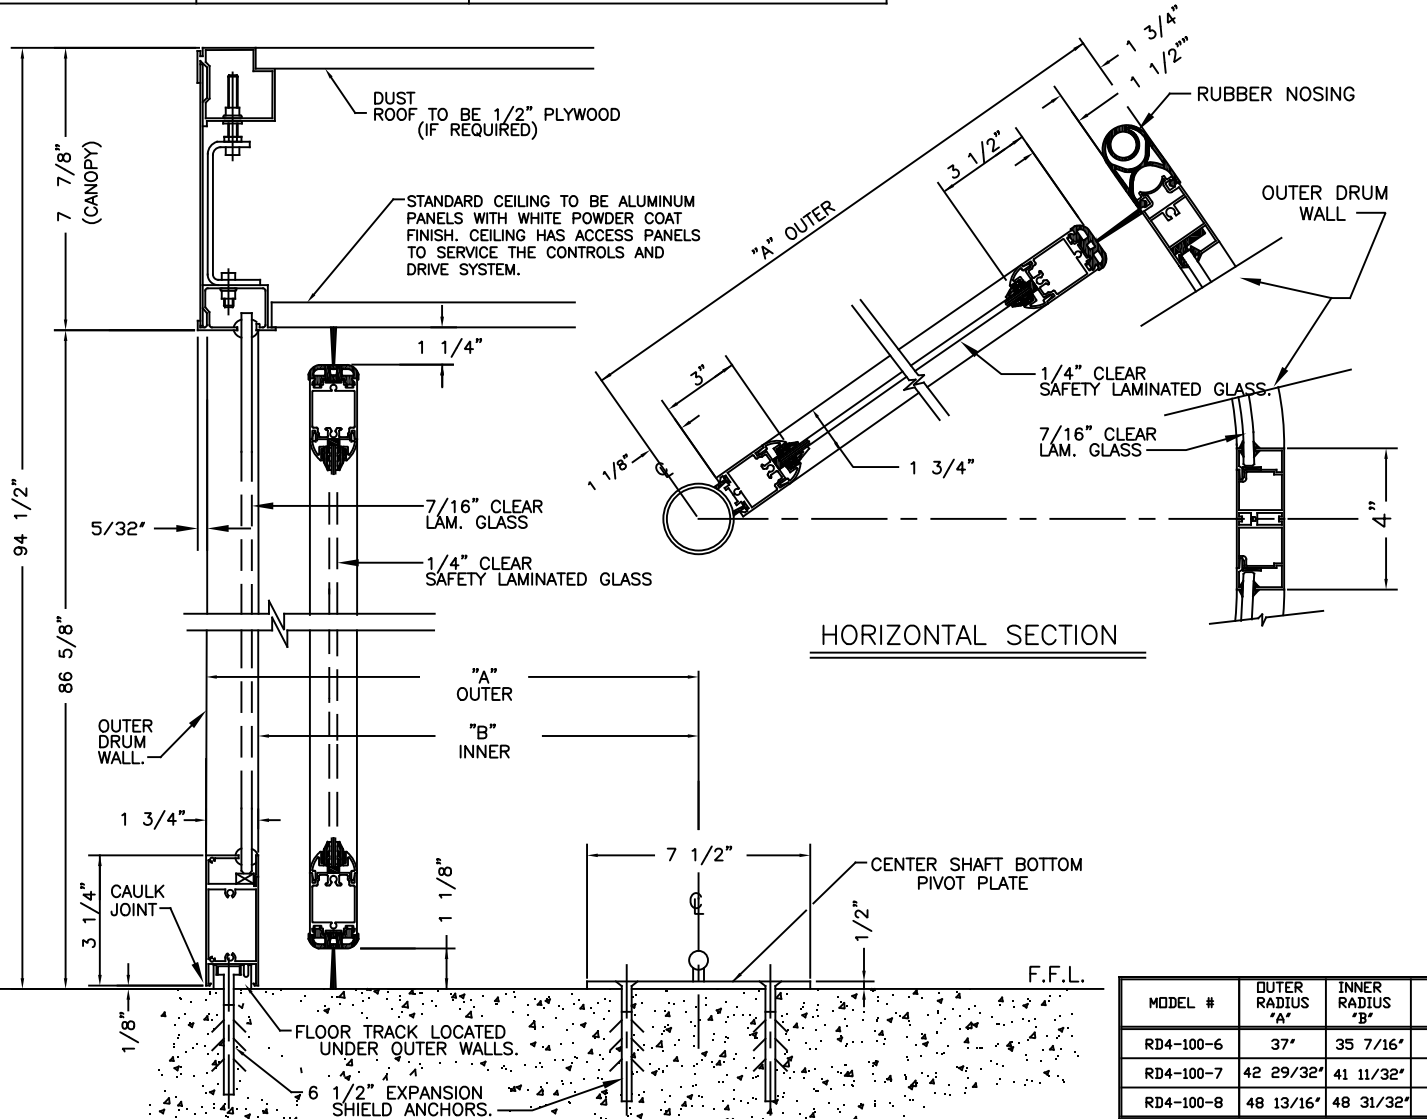 1 3/4"
1 1/2""
RUBBER NOSING
DUST
ROOF TO BE 1/2" PLYWOOD
(IF REQUIRED)
7 7/8"
(CANOPY)
3 1/2"
"A" OUTER
OUTER DRUM
WALL
STANDARD CEILING TO BE ALUMINUM
PANELS WITH WHITE POWDER COAT
FINISH. CEILING HAS ACCESS PANELS
TO SERVICE THE CONTROLS AND
DRIVE SYSTEM.
1 1/4"
3"
1/4" CLEAR
SAFETY LAMINATED GLASS.
7/16" CLEAR
LAM. GLASS
1 1/8"
CL
1 3/4"
4"
94 1/2"
5/32"
7/16" CLEAR
LAM. GLASS
1/4" CLEAR
SAFETY LAMINATED GLASS
HORIZONTAL SECTION
86 5/8"
"A"
OUTER
"B"
INNER
OUTER
DRUM
WALL.
1 3/4"
3 1/4"
CAULK
JOINT
1 1/8"
7 1/2"
CL
CENTER SHAFT BOTTOM
PIVOT PLATE
1/2"
F.F.L.
1/8"
FLOOR TRACK LOCATED
UNDER OUTER WALLS.
6 1/2" EXPANSION
SHIELD ANCHORS.
MODEL # OUTER RADIUS "A" INNER RADIUS "B"
RD4-100-6 37" 35 7/16"
RD4-100-7 42 29/32" 41 11/32"
RD4-100-8 48 13/16" 48 31/32"